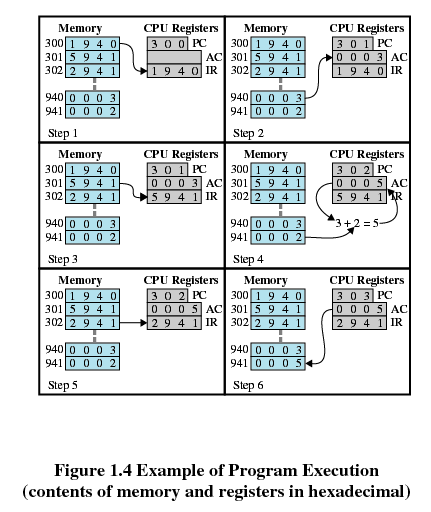 Memory CPU Registers
300 1 9 4 0 3 0 0 PC
301 5 9 4 1 AC
302 2 9 4 1 1 9 4 0 IR
940 0 0 0 3
941 0 0 0 2
Step 1
Memory CPU Registers
300 1 9 4 0 3 0 1 PC
301 5 9 4 1 0 0 0 3 AC
302 2 9 4 1 1 9 4 0 IR
940 0 0 0 3
941 0 0 0 2
Step 2
Memory CPU Registers
300 1 9 4 0 3 0 1 PC
301 5 9 4 1 0 0 0 3 AC
302 2 9 4 1 5 9 4 1 IR
940 0 0 0 3
941 0 0 0 2
Step 3
Memory CPU Registers
300 1 9 4 0 3 0 2 PC
301 5 9 4 1 0 0 0 5 AC
302 2 9 4 1 5 9 4 1 IR
940 0 0 0 3 3 + 2 = 5
941 0 0 0 2
Step 4
Memory CPU Registers
300 1 9 4 0 3 0 2 PC
301 5 9 4 1 0 0 0 5 AC
302 2 9 4 1 2 9 4 1 IR
940 0 0 0 3
941 0 0 0 2
Step 5
Memory CPU Registers
300 1 9 4 0 3 0 3 PC
301 5 9 4 1 0 0 0 5 AC
302 2 9 4 1 2 9 4 1 IR
940 0 0 0 3
941 0 0 0 5
Step 6
Figure 1.4 Example of Program Execution
(contents of memory and registers in hexadecimal)